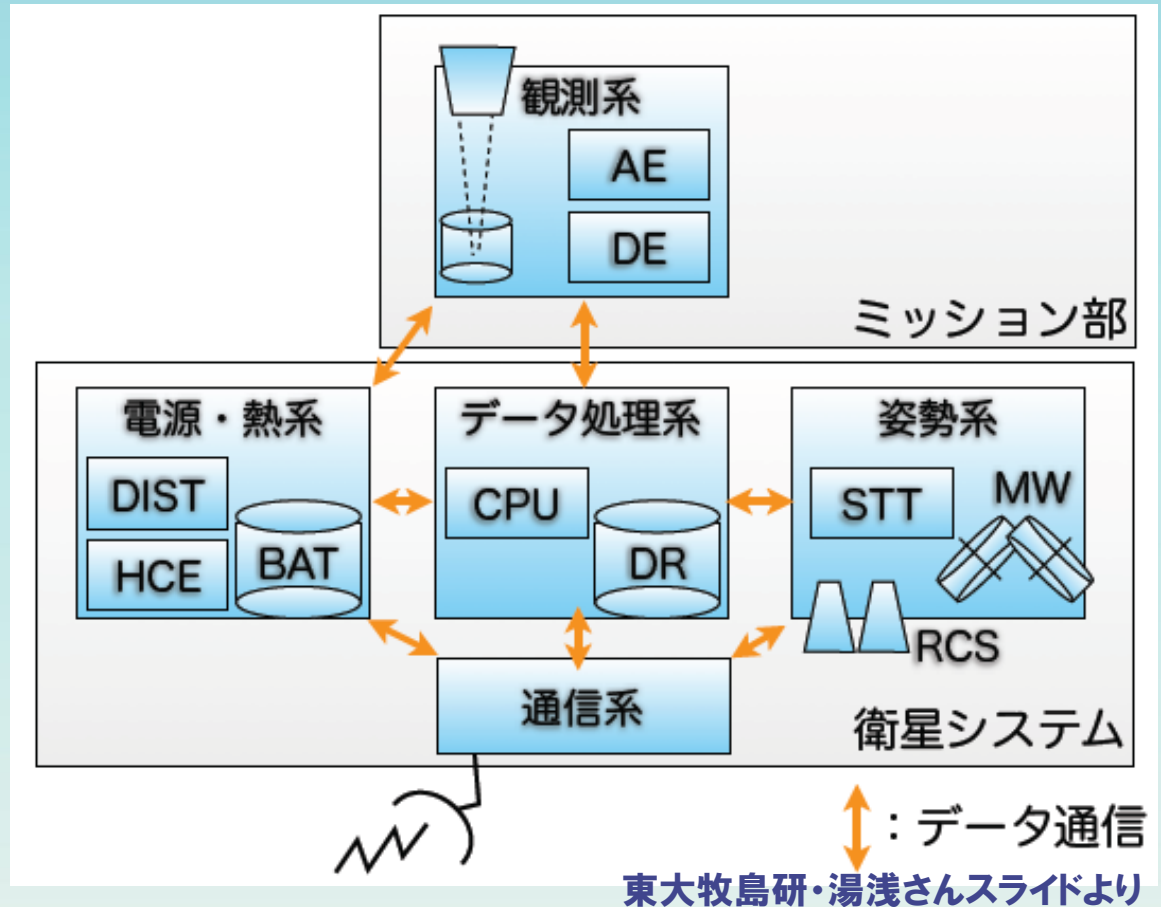 観測系
AE
DE
ミッション部
電源・熱系
DIST
HCE
BAT
データ処理系
CPU
DR
姿勢系
STT
MW
RCS
通信系
衛星システム
：データ通信
東大牧島研・湯浅さんスライドより